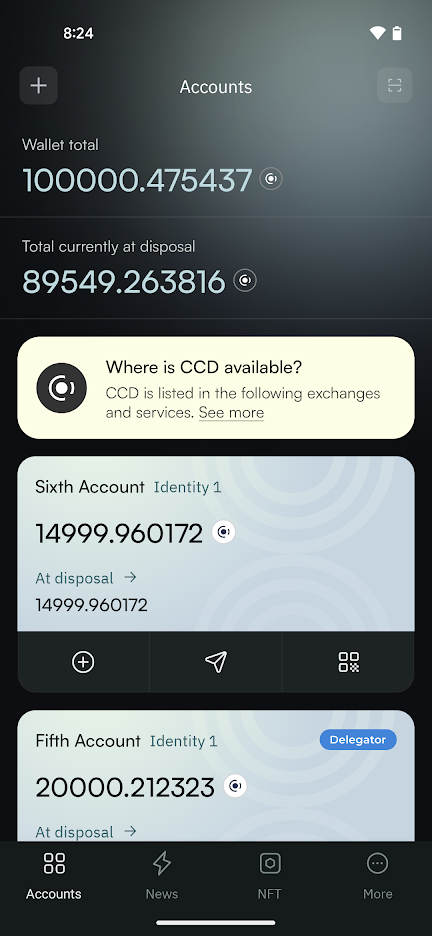 8:24
Accounts
Wallet total
100000.475437
Total currently at disposal
89549.263816
Where is CCD available?
CCD is listed in the following exchanges
and services. See more
Sixth Account Identity 1
14999.960172
At disposal →
14999.960172
Fifth Account Identity 1 Delegator
20000.212323
At disposal →
Accounts News NFT More